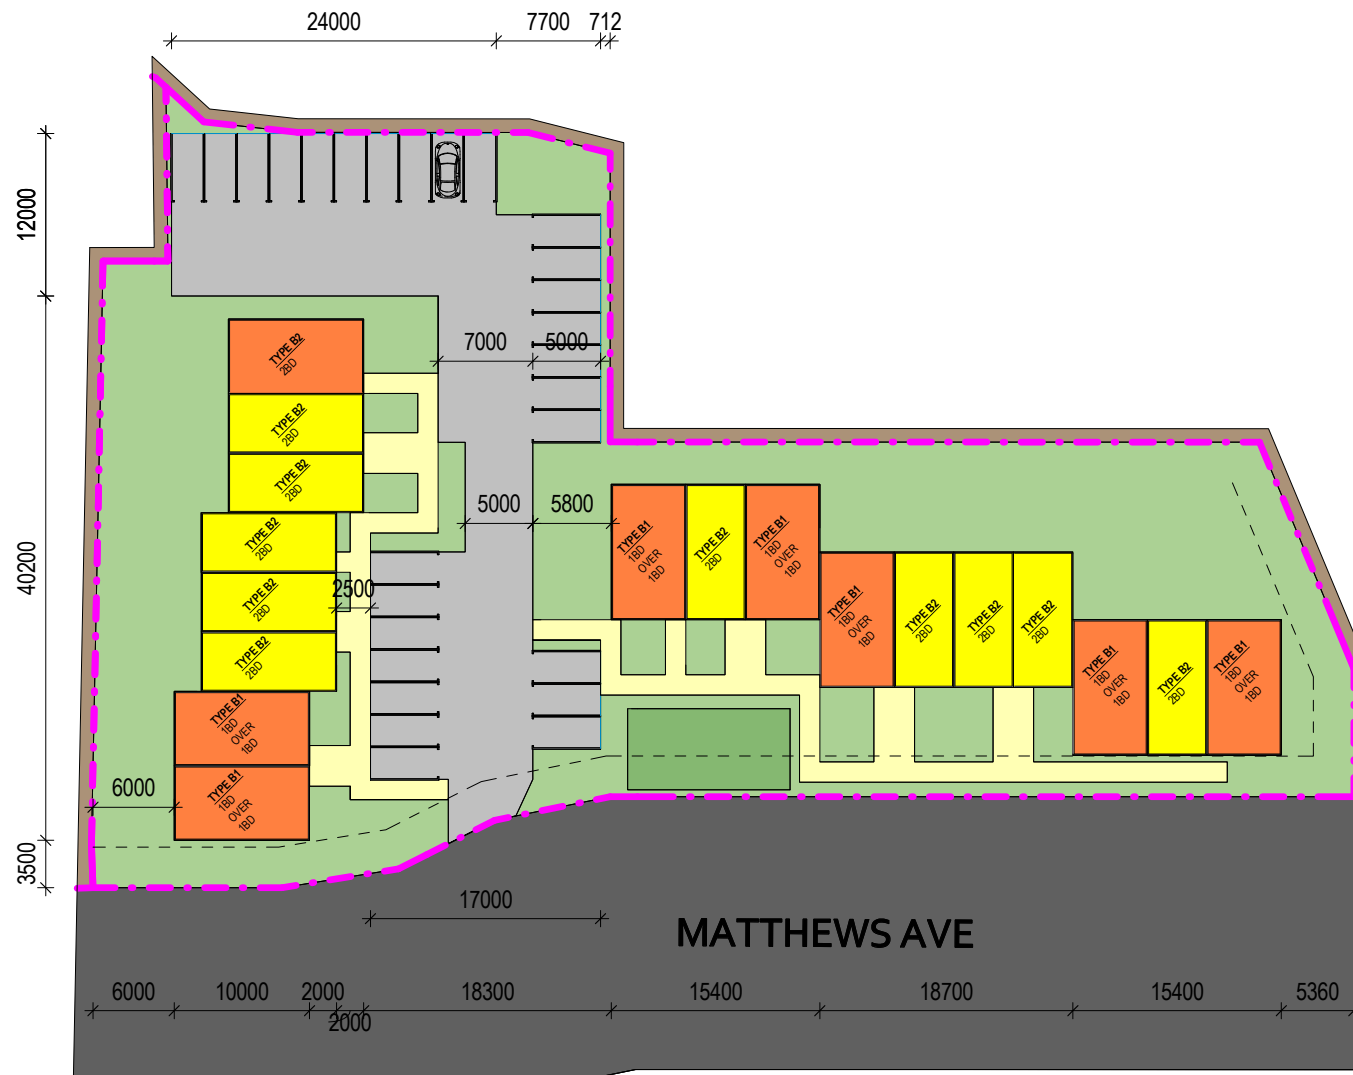 24000
7700
712
12000
40200
3500
7000
5000
5000
5800
2500
6000
17000
TYPE B2
2BD
TYPE B2
2BD
TYPE B2
2BD
TYPE B2
2BD
TYPE B2
2BD
TYPE B2
2BD
TYPE B1
1BD
OVER
1BD
TYPE B1
1BD
OVER
1BD
TYPE B1
1BD
OVER
1BD
TYPE B2
2BD
TYPE B1
1BD
OVER
1BD
TYPE B1
1BD
OVER
1BD
TYPE B2
2BD
TYPE B2
2BD
TYPE B2
2BD
TYPE B1
1BD
OVER
1BD
TYPE B2
2BD
TYPE B1
1BD
OVER
1BD
MATTHEWS AVE
6000
10000
2000
2000
18300
15400
18700
15400
5360